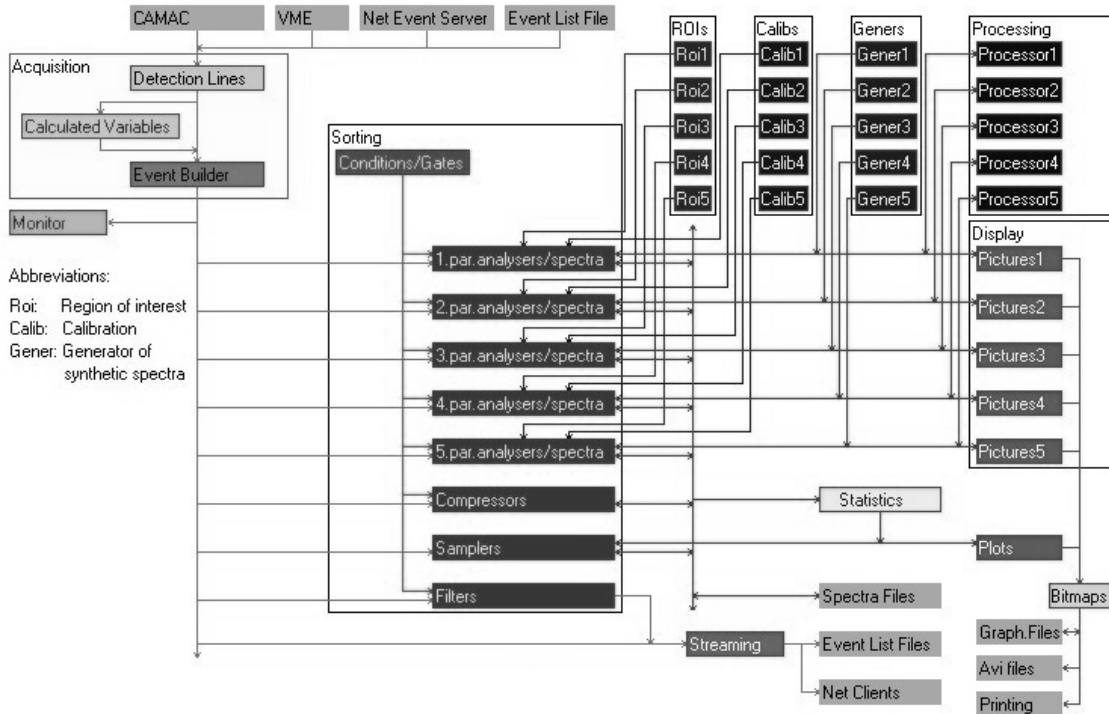 CAMAC
VME
Net Event Server
Event List File
Acquisition
Detection Lines
Calculated Variables
Event Builder
Monitor
Abbreviations:
Roi: Region of interest
Calib: Calibration
Gener: Generator of
synthetic spectra
Sorting
Conditions/Gates
1.par.analysers/spectra
2.par.analysers/spectra
3.par.analysers/spectra
4.par.analysers/spectra
5.par.analysers/spectra
Compressors
Samplers
Filters
ROIs
Roi1
Roi2
Roi3
Roi4
Roi5
Calibs
Calib1
Calib2
Calib3
Calib4
Calib5
Geners
Gener1
Gener2
Gener3
Gener4
Gener5
Processing
Processor1
Processor2
Processor3
Processor4
Processor5
Display
Pictures1
Pictures2
Pictures3
Pictures4
Pictures5
Statistics
Plots
Spectra Files
Bitmaps
Streaming
Event List Files
Net Clients
Graph.Files
Avi files
Printing